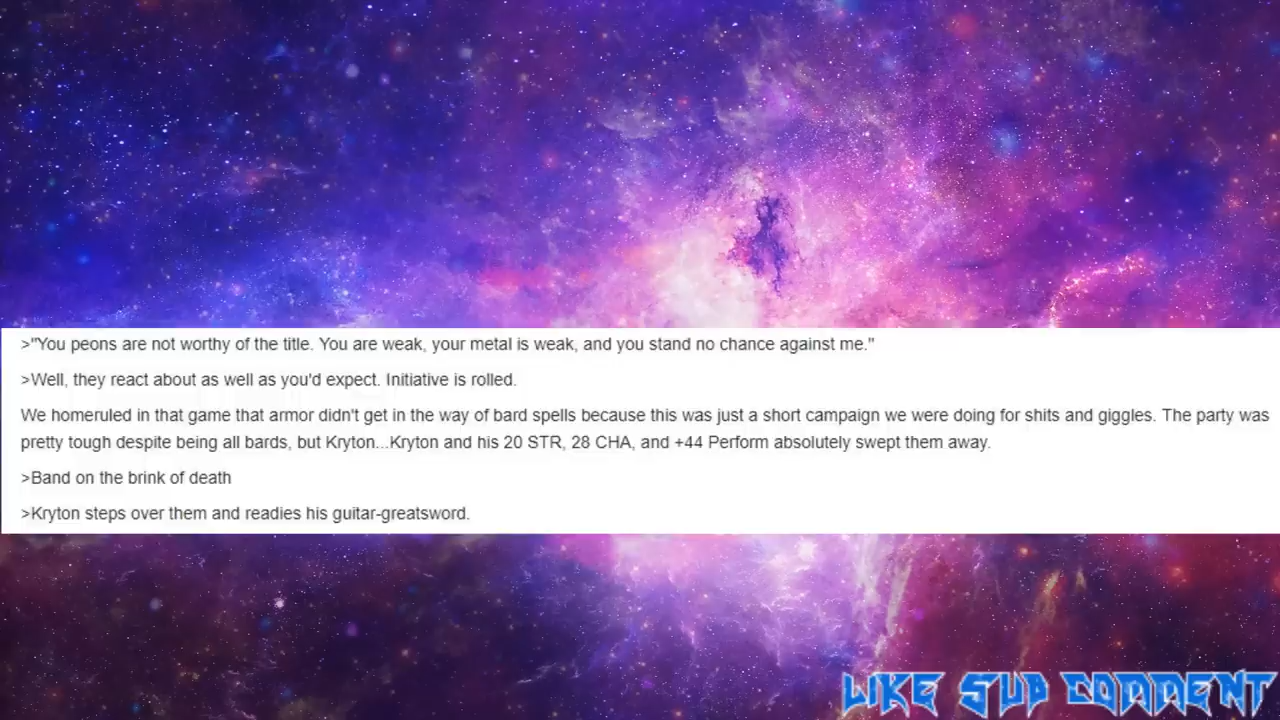 >"You peons are not worthy of the title. You are weak, your metal is weak, and you stand no chance against me."
>Well, they react about as well as you'd expect. Initiative is rolled.
We homeruled in that game that armor didn't get in the way of bard spells because this was just a short campaign we were doing for shits and giggles. The party was
pretty tough despite being all bards, but Kryton...Kryton and his 20 STR, 28 CHA, and +44 Perform absolutely swept them away.
>Band on the brink of death
>Kryton steps over them and readies his guitar-greatsword.
LIKE SUP COMMENT